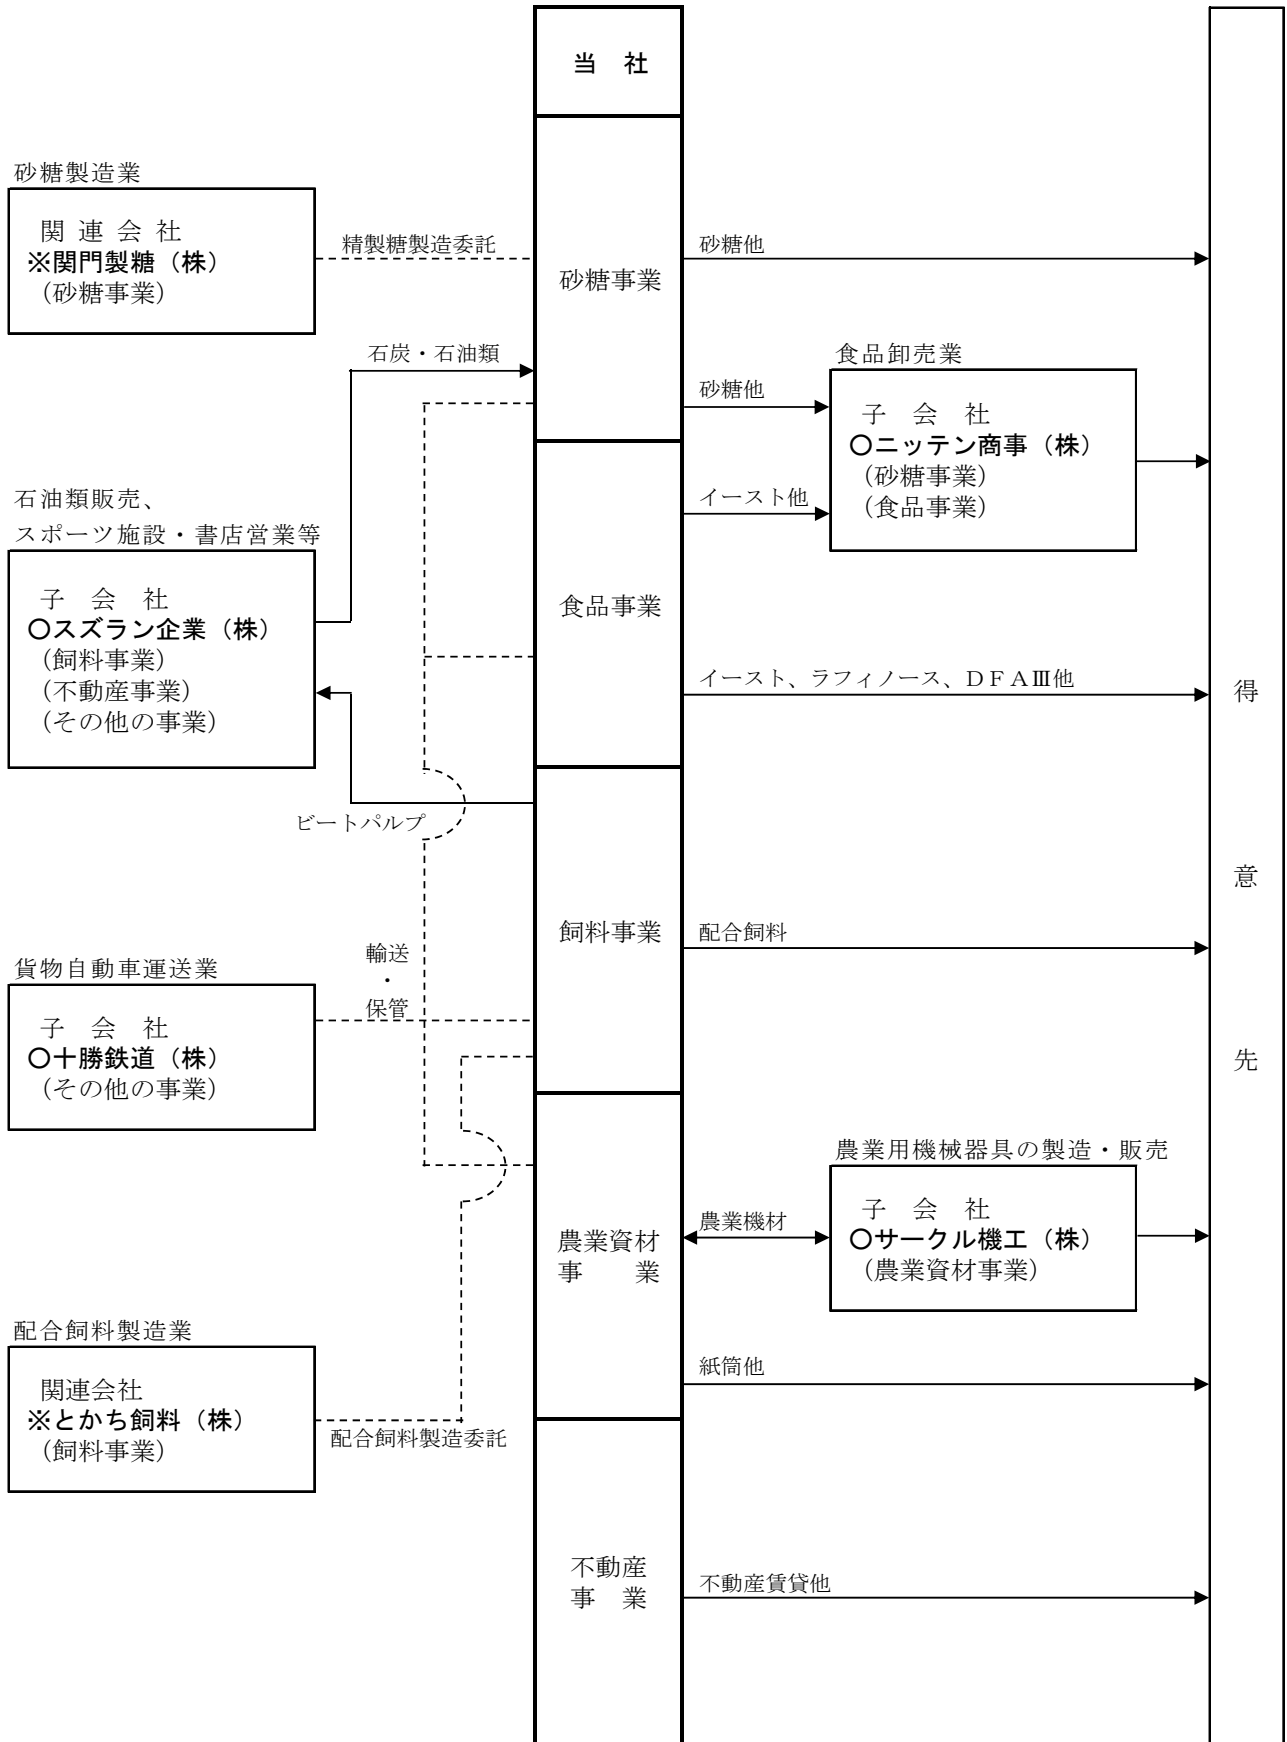 当　社
砂糖製造業
関 連 会 社
※関門製糖（株）
（砂糖事業）
精製糖製造委託
砂糖事業
砂糖他
石炭・石油類
食品卸売業
砂糖他
子　会　社
〇ニッテン商事（株）
（砂糖事業）
（食品事業）
イースト他
石油類販売、
スポーツ施設・書店営業等
子　会　社
〇スズラン企業（株）
（飼料事業）
（不動産事業）
（その他の事業）
食品事業
イースト、ラフィノース、ＤＦＡⅢ他
ビートパルプ
得
意
先
飼料事業
配合飼料
輸送
・
保管
貨物自動車運送業
子　会　社
〇十勝鉄道（株）
（その他の事業）
農業用機械器具の製造・販売
農業資材
事　　業
農業機材
子　会　社
〇サークル機工（株）
（農業資材事業）
配合飼料製造業
関連会社
※とかち飼料（株）
（飼料事業）
配合飼料製造委託
紙筒他
不動産
事　業
不動産賃貸他